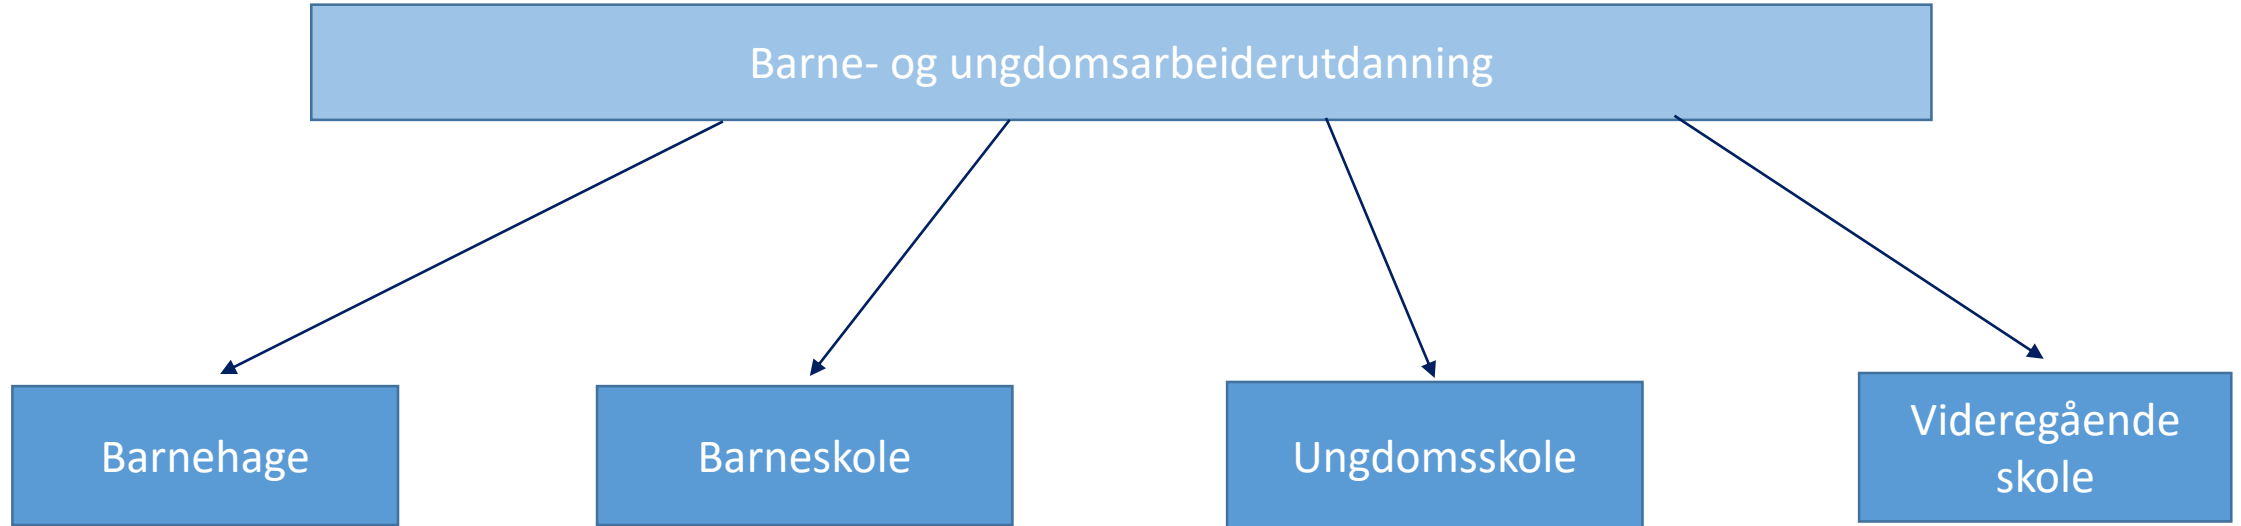 Barne- og ungdomsarbeiderutdanning
Barnehage
Barneskole
Ungdomsskole
Videregående
skole